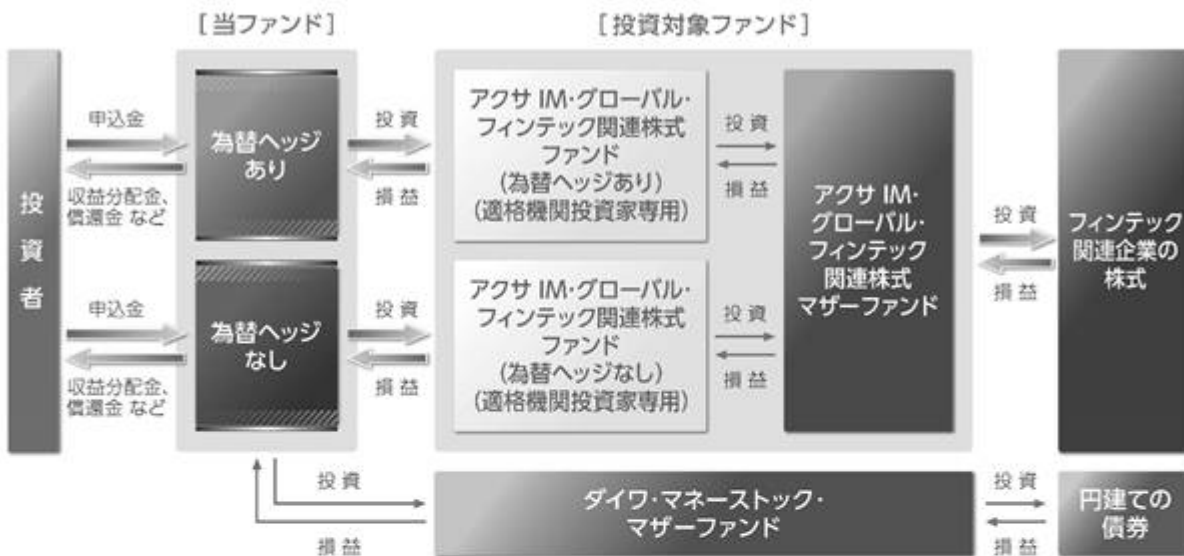 [当ファンド]
[投資対象ファンド]
投資者
申込金
収益分配金、
償還金 など
為替ヘッジ
あり
投資
損益
アクサ IM・グローバル・
フィンテック関連株式
ファンド
(為替ヘッジあり)
(適格機関投資家専用)
投資
損益
申込金
収益分配金、
償還金 など
為替ヘッジ
なし
投資
損益
アクサ IM・グローバル・
フィンテック関連株式
ファンド
(為替ヘッジなし)
(適格機関投資家専用)
投資
損益
アクサ IM・
グローバル・
フィンテック
関連株式
マザーファンド
投資
損益
フィンテック
関連企業の
株式
投資
損益
ダイワ・マネーストック・
マザーファンド
投資
損益
円建ての
債券